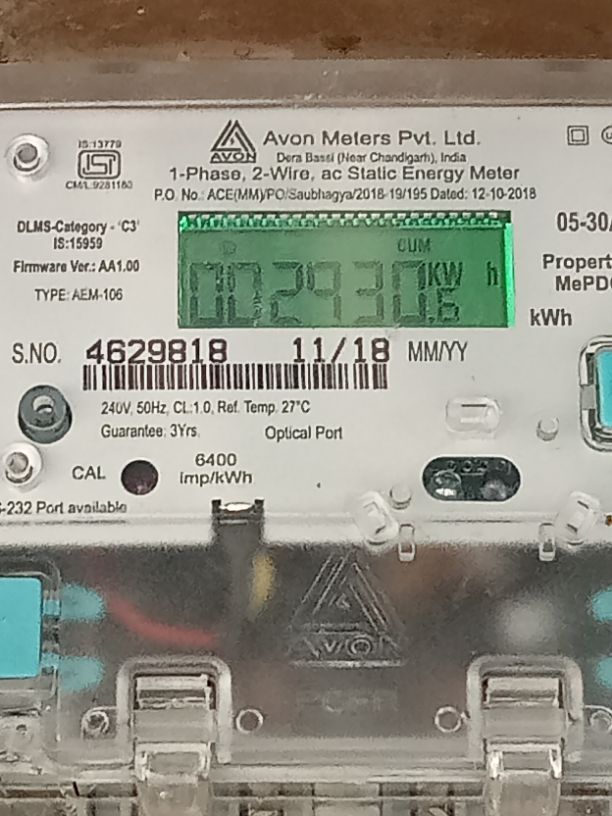 IS:13779
ISI
CM/L:9281180
AVON
Avon Meters Pvt. Ltd.
Dera Bassi (Near Chandigarh), India
1-Phase, 2-Wire, ac Static Energy Meter
P.O. No.: ACE(MM)/PO/Saubhagya/2018-19/195 Dated: 12-10-2018
DLMS-Category - 'C3'
IS:15959
Firmware Ver.: AA1.00
TYPE: AEM-106
CUM
002930.6 KW h
05-30
Propert
MePD
kWh
S.NO. 4629818 11/18 MM/YY
240V, 50Hz, CL:1.0, Ref. Temp. 27°C
Guarantee: 3Yrs.
Optical Port
CAL
6400
imp/kWh
-232 Port available
AVON